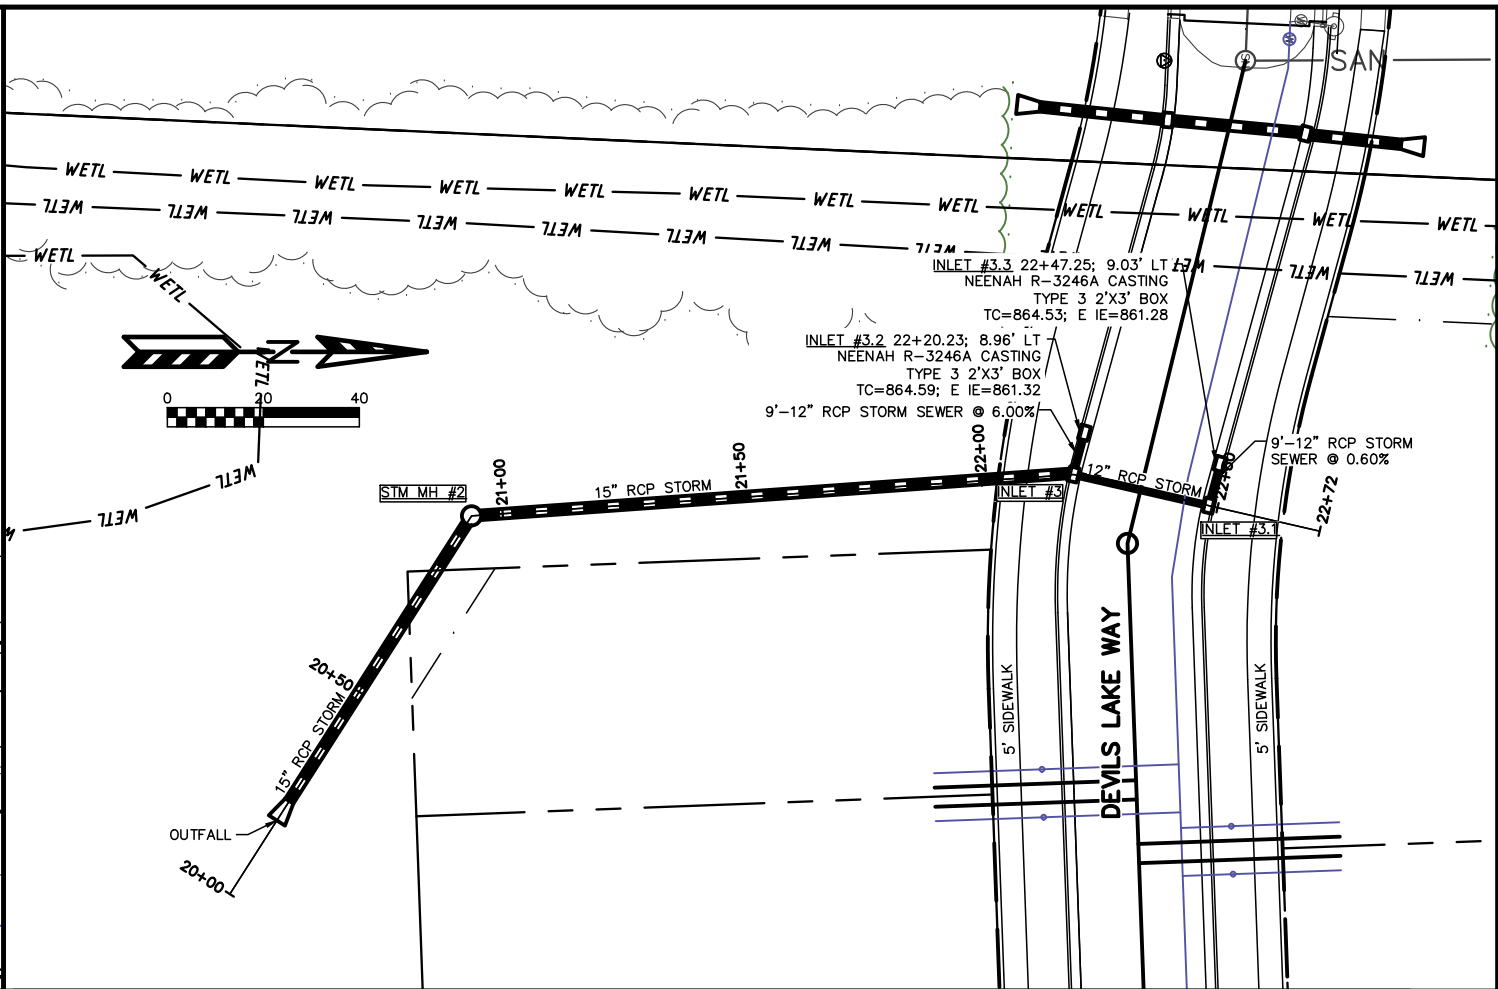 SAN
WETL WETL WETL WETL WETL WETL WETL WETL WETL WETL WETL WETL
WETL WETL WETL WETL WETL WETL WETL WETL WETL WETL WETL
WETL
WETL
WETL
WETL
WETL
INLET #3.3 22+47.25; 9.03' LT
NEENAH R-3246A CASTING
TYPE 3 2'X3' BOX
TC=864.53; E IE=861.28
INLET #3.2 22+20.23; 8.96' LT
NEENAH R-3246A CASTING
TYPE 3 2'X3' BOX
TC=864.59; E IE=861.32
9'-12" RCP STORM SEWER @ 6.00%
0 20 40
9'-12" RCP STORM
SEWER @ 0.60%
STM MH #2
21+00
15" RCP STORM
21+50
22+00
INLET #3
12" RCP STORM
22+72
INLET #3.1
20+50
15" RCP STORM
OUTFALL
20+00
5' SIDEWALK
DEVILS LAKE WAY
5' SIDEWALK